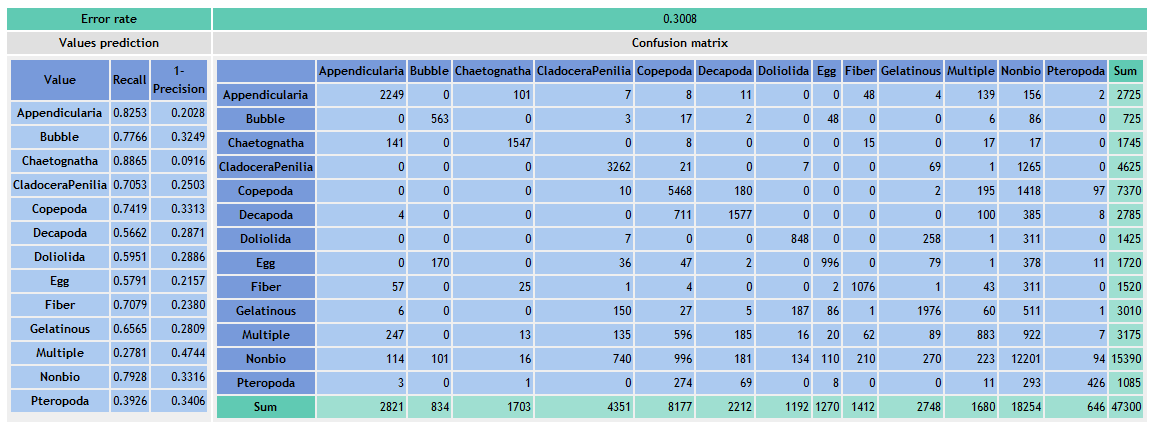 Error rate 0.3008
Values prediction Confusion matrix
Value Recall 1-Precision
Appendicularia 0.8253 0.2028
Bubble 0.7766 0.3249
Chaetognatha 0.8865 0.0916
CladoceraPenilia 0.7053 0.2503
Copepoda 0.7419 0.3313
Decapoda 0.5662 0.2871
Doliolida 0.5951 0.2886
Egg 0.5791 0.2157
Fiber 0.7079 0.2380
Gelatinous 0.6565 0.2809
Multiple 0.2781 0.4744
Nonbio 0.7928 0.3316
Pteropoda 0.3926 0.3406
Appendicularia Bubble Chaetognatha CladoceraPenilia Copepoda Decapoda Doliolida Egg Fiber Gelatinous Multiple Nonbio Pteropoda Sum
Appendicularia 2249 0 101 7 8 11 0 0 48 4 139 156 2 2725
Bubble 0 563 0 3 17 2 0 48 0 0 6 86 0 725
Chaetognatha 141 0 1547 0 8 0 0 0 15 0 17 17 0 1745
CladoceraPenilia 0 0 0 3262 21 0 7 0 0 69 1 1265 0 4625
Copepoda 0 0 0 10 5468 180 0 0 0 2 195 1418 97 7370
Decapoda 4 0 0 0 711 1577 0 0 0 0 100 385 8 2785
Doliolida 0 0 0 7 0 0 848 0 0 258 1 311 0 1425
Egg 0 170 0 36 47 2 0 996 0 79 1 378 11 1720
Fiber 57 0 25 1 4 0 0 2 1076 1 43 311 0 1520
Gelatinous 6 0 0 150 27 5 187 86 1 1976 60 511 1 3010
Multiple 247 0 13 135 596 185 16 20 62 89 883 922 7 3175
Nonbio 114 101 16 740 996 181 134 110 210 270 223 12201 94 15390
Pteropoda 3 0 1 0 274 69 0 8 0 0 11 293 426 1085
Sum 2821 834 1703 4351 8177 2212 1192 1270 1412 2748 1680 18254 646 47300